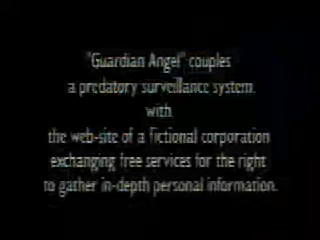 "Guardian Angel" couples
a predatory surveillance system
with
the web-site of a fictional corporation
exchanging free services for the right
to gather in-depth personal information.